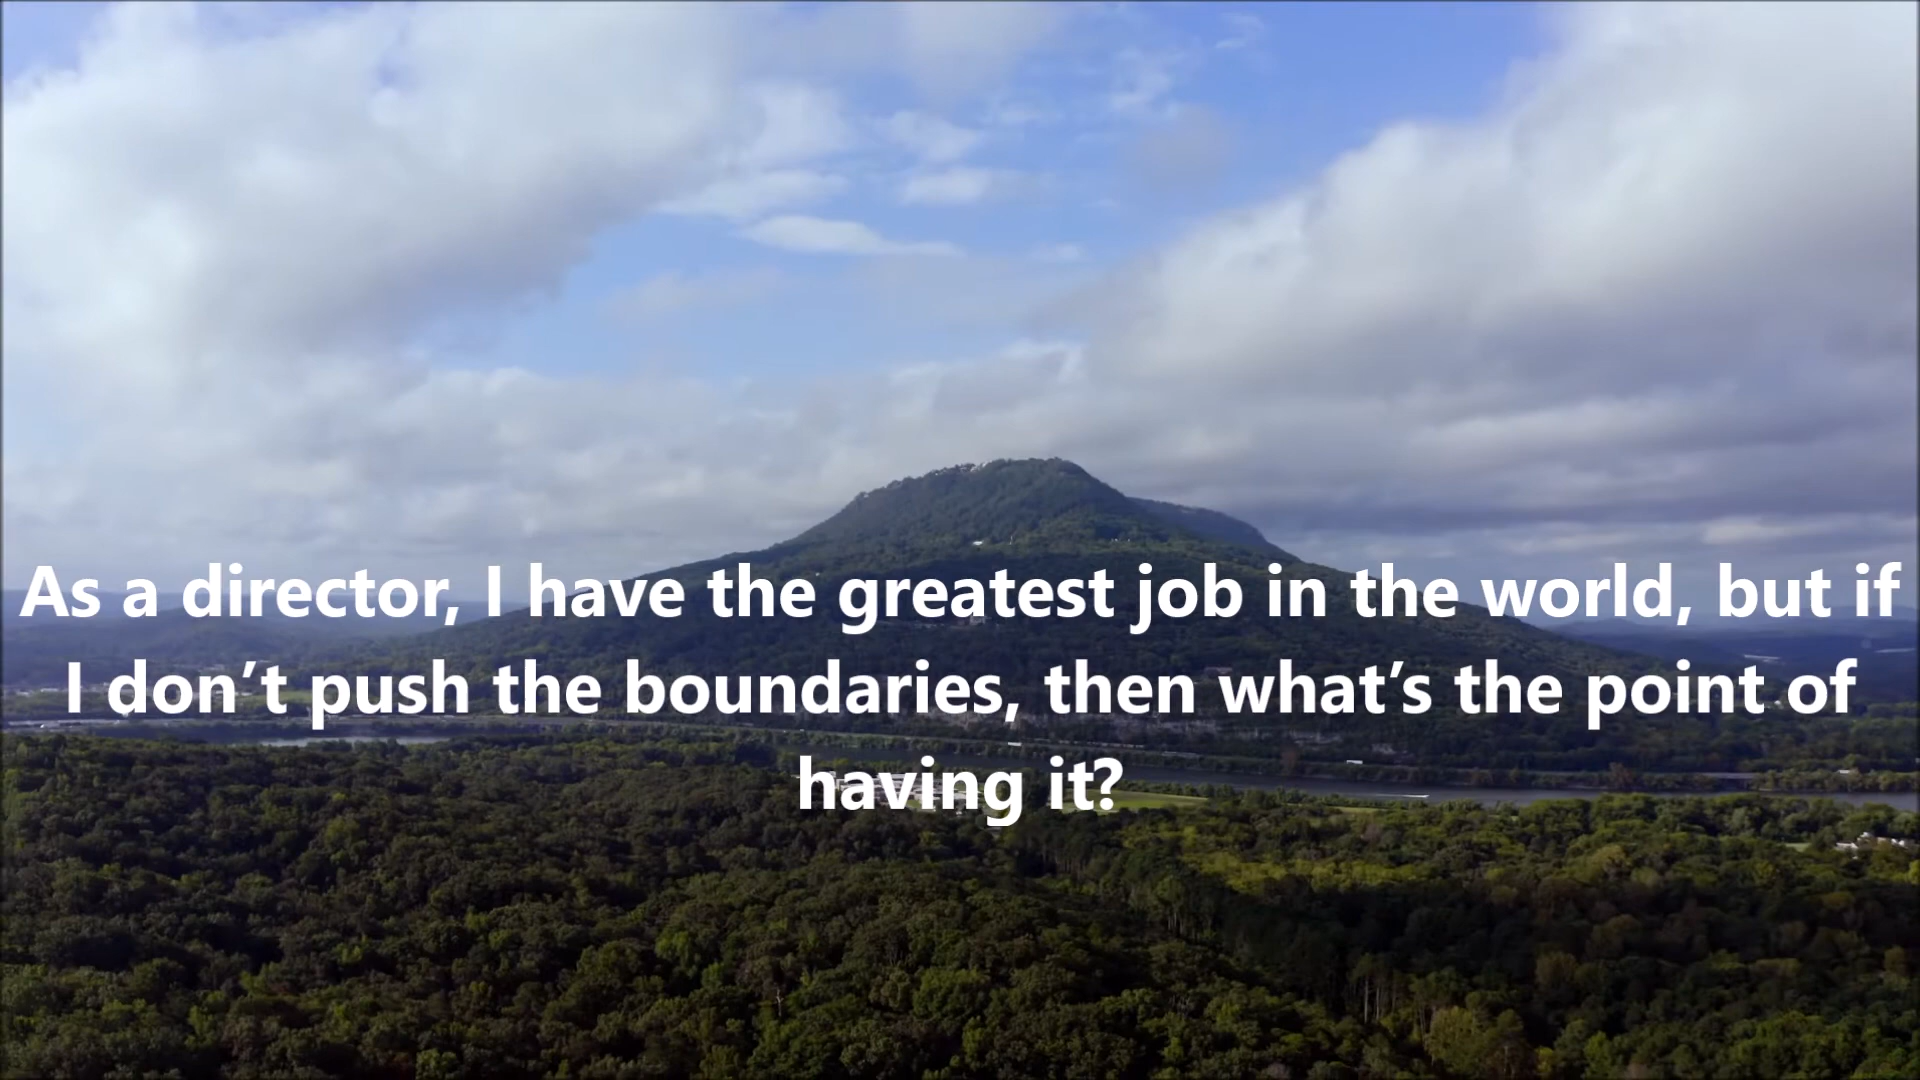 As a director, I have the greatest job in the world, but if
I don’t push the boundaries, then what’s the point of
having it?